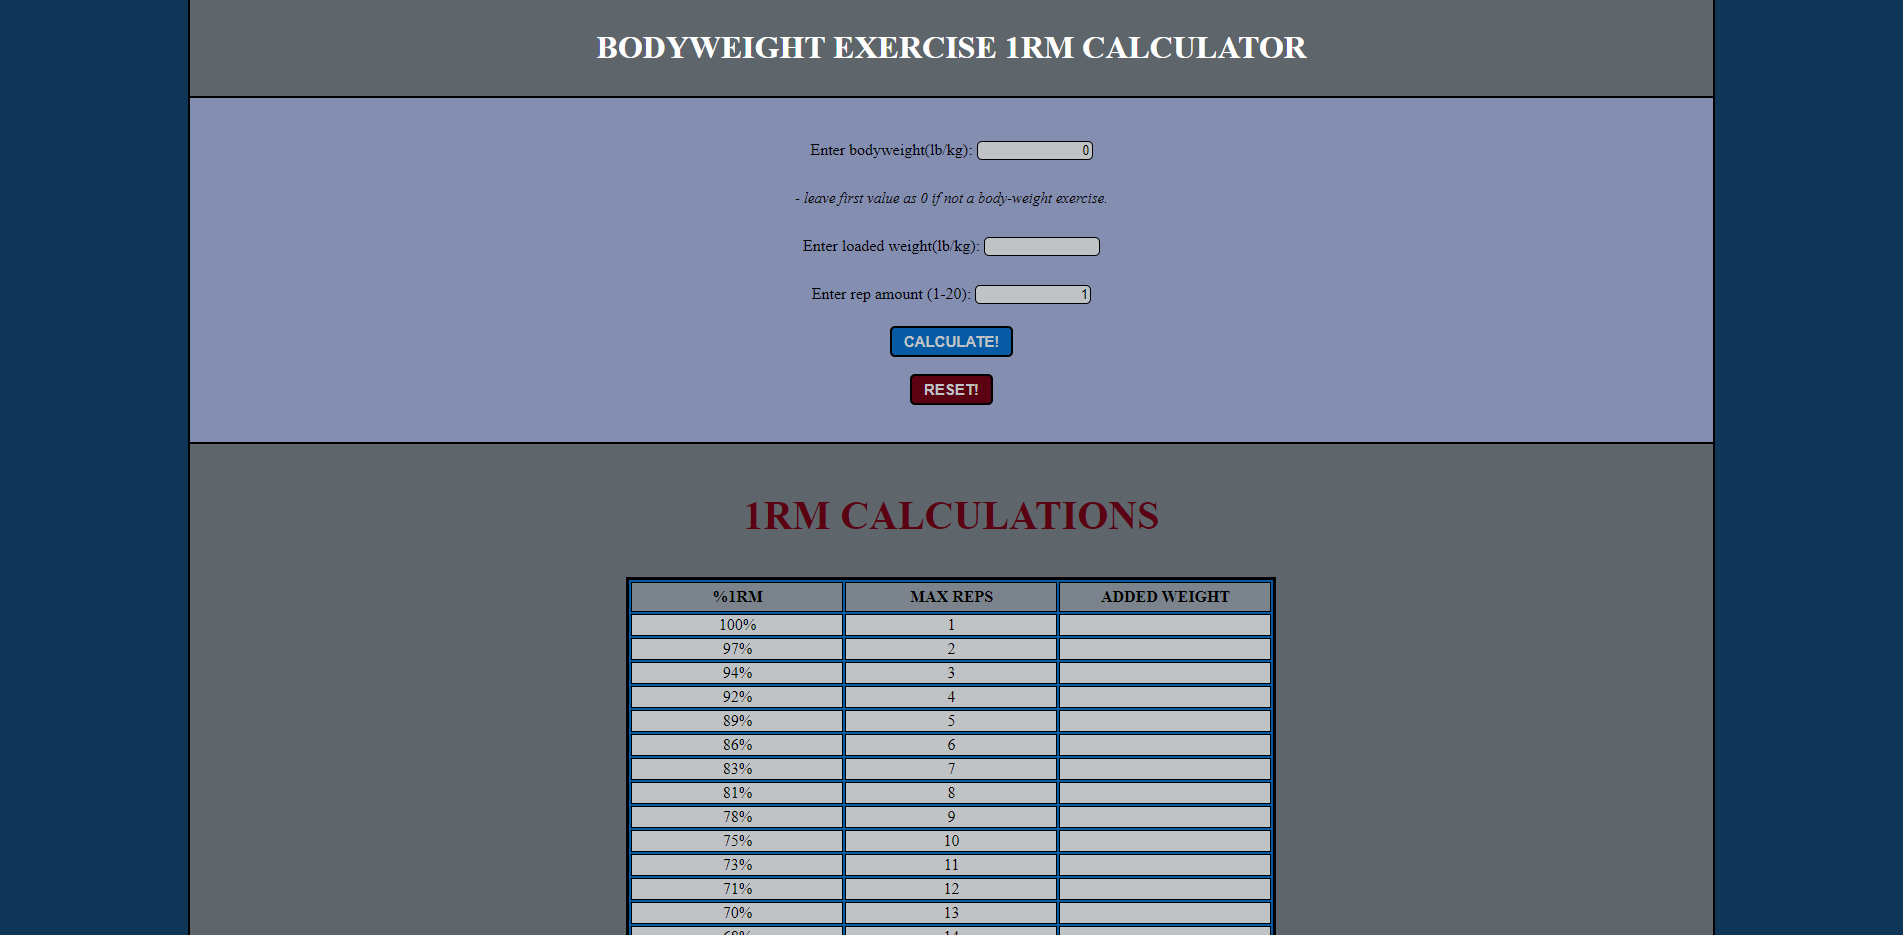 BODYWEIGHT EXERCISE 1RM CALCULATOR
Enter bodyweight(lb/kg): 0
- leave first value as 0 if not a body-weight exercise.
Enter loaded weight(lb/kg):
Enter rep amount (1-20): 1
CALCULATE!
RESET!
1RM CALCULATIONS
%1RM MAX REPS ADDED WEIGHT
100% 1
97% 2
94% 3
92% 4
89% 5
86% 6
83% 7
81% 8
78% 9
75% 10
73% 11
71% 12
70% 13